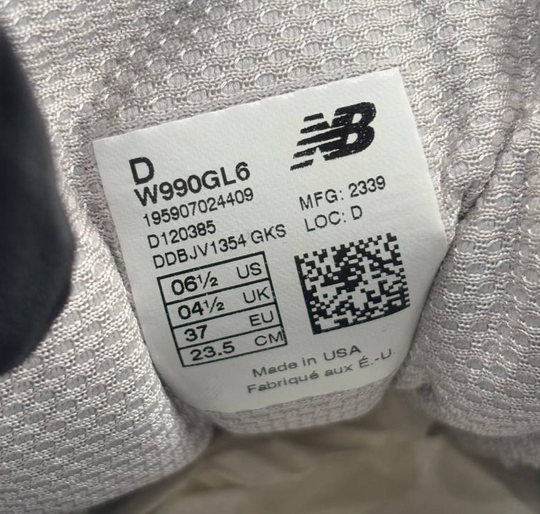 D
NB
W990GL6
195907024409
MFG: 2339
D120385
LOC: D
DDBJV1354 GKS
06½ US
04½ UK
37 EU
23.5 CM
Made in USA
Fabriqué aux É.-U.